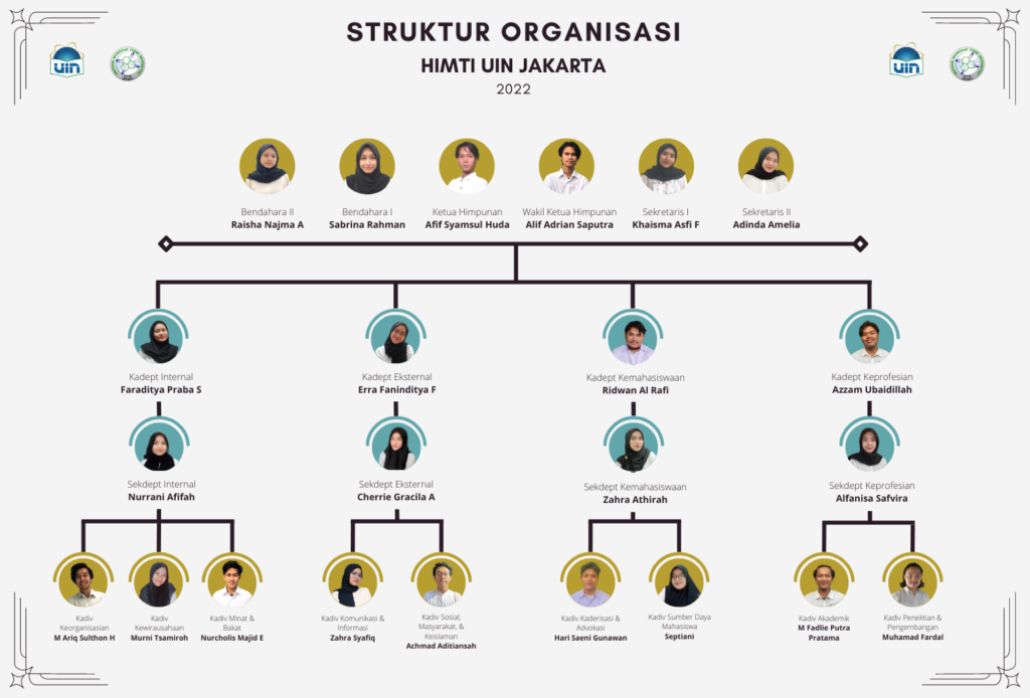 STRUKTUR ORGANISASI
HIMTI UIN JAKARTA
2022
uin
uin
Bendahara II
Raisha Najma A
Bendahara I
Sabrina Rahman
Ketua Himpunan
Afif Syamsul Huda
Wakil Ketua Himpunan
Alif Adrian Saputra
Sekretaris I
Khaisma Asfi F
Sekretaris II
Adinda Amelia
Kadept Internal
Faraditya Praba S
Kadept Eksternal
Erra Faninditya F
Kadept Kemahasiswaan
Ridwan Al Rafi
Kadept Keprofesian
Azzam Ubaidillah
Sekdept Internal
Nurrani Afifah
Sekdept Eksternal
Cherrie Gracila A
Sekdept Kemahasiswaan
Zahra Athirah
Sekdept Keprofesian
Alfanisa Safvira
Kadiv
Keorganisasian
M Ariq Sulthon H
Kadiv
Kewirausahaan
Murni Tsamiroh
Kadiv Minat &
Bakat
Nurcholis Majid E
Kadiv Komunikasi &
Informasi
Zahra Syafiq
Kadiv Sosial,
Masyarakat, &
Keislaman
Achmad Aditiansah
Kadiv Kaderisasi &
Advokasi
Hari Saeni Gunawan
Kadiv Sumber Daya
Mahasiswa
Septiani
Kadiv Akademik
M Fadlie Putra
Pratama
Kadiv Penelitian &
Pengembangan
Muhamad Fardal